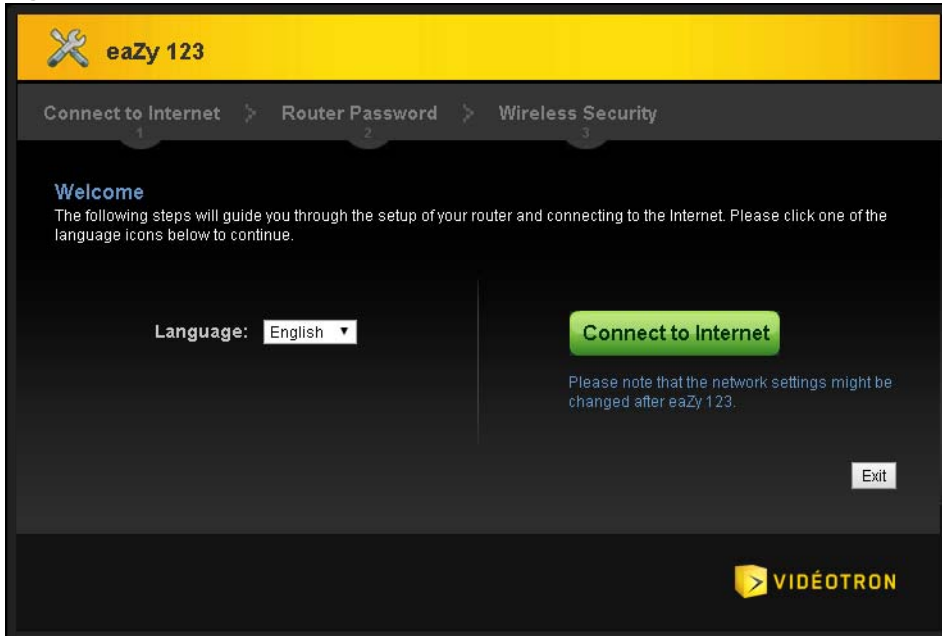 eaZy 123
Connect to Internet > Router Password > Wireless Security
1 2 3
Welcome
The following steps will guide you through the setup of your router and connecting to the Internet. Please click one of the
language icons below to continue.
Language: English
Connect to Internet
Please note that the network settings might be
changed after eaZy 123.
Exit
VIDÉOTRON